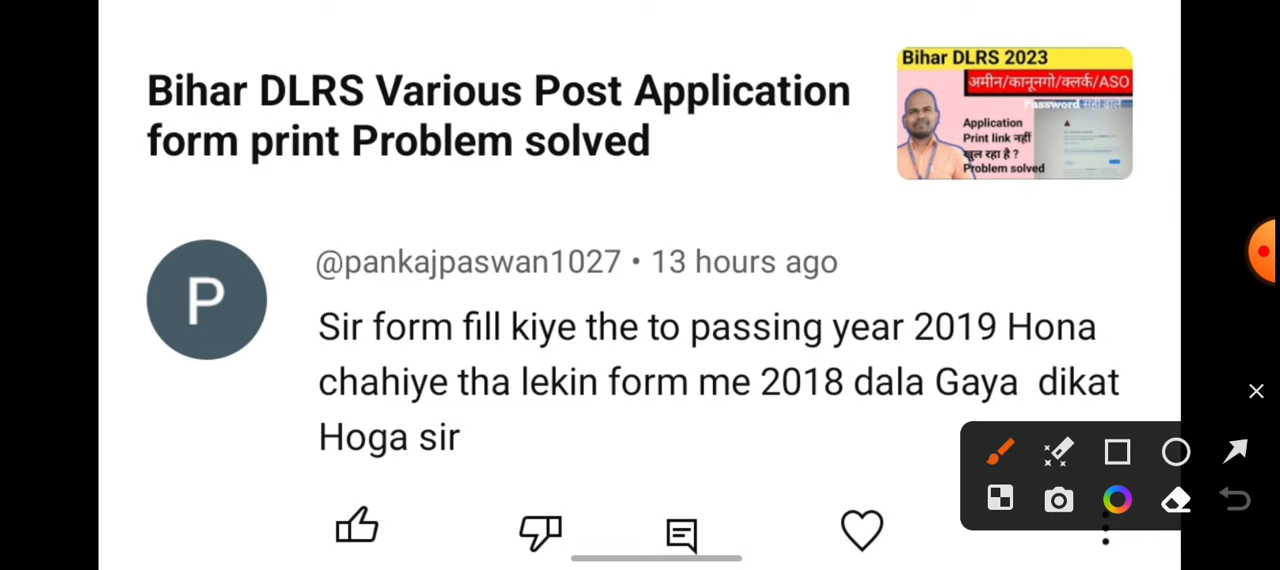 Bihar DLRS Various Post Application
form print Problem solved
Bihar DLRS 2023
अमीन/कानूनगो/क्लर्क/ASO
Password सही डालें
Application
Print link नहीं
खुल रहा है ?
Problem solved
P
@pankajpaswan1027 • 13 hours ago
Sir form fill kiye the to passing year 2019 Hona
chahiye tha lekin form me 2018 dala Gaya dikat
Hoga sir